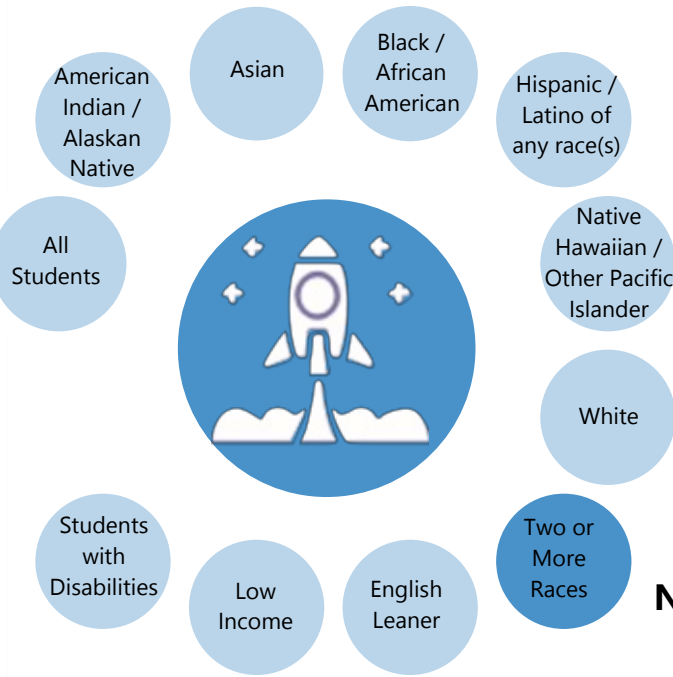 American
Indian /
Alaskan
Native
Asian
Black /
African
American
Hispanic /
Latino of
any race(s)
All
Students
Native
Hawaiian /
Other Pacific
Islander
White
Students
with
Disabilities
Low
Income
English
Leaner
Two or
More
Races
N